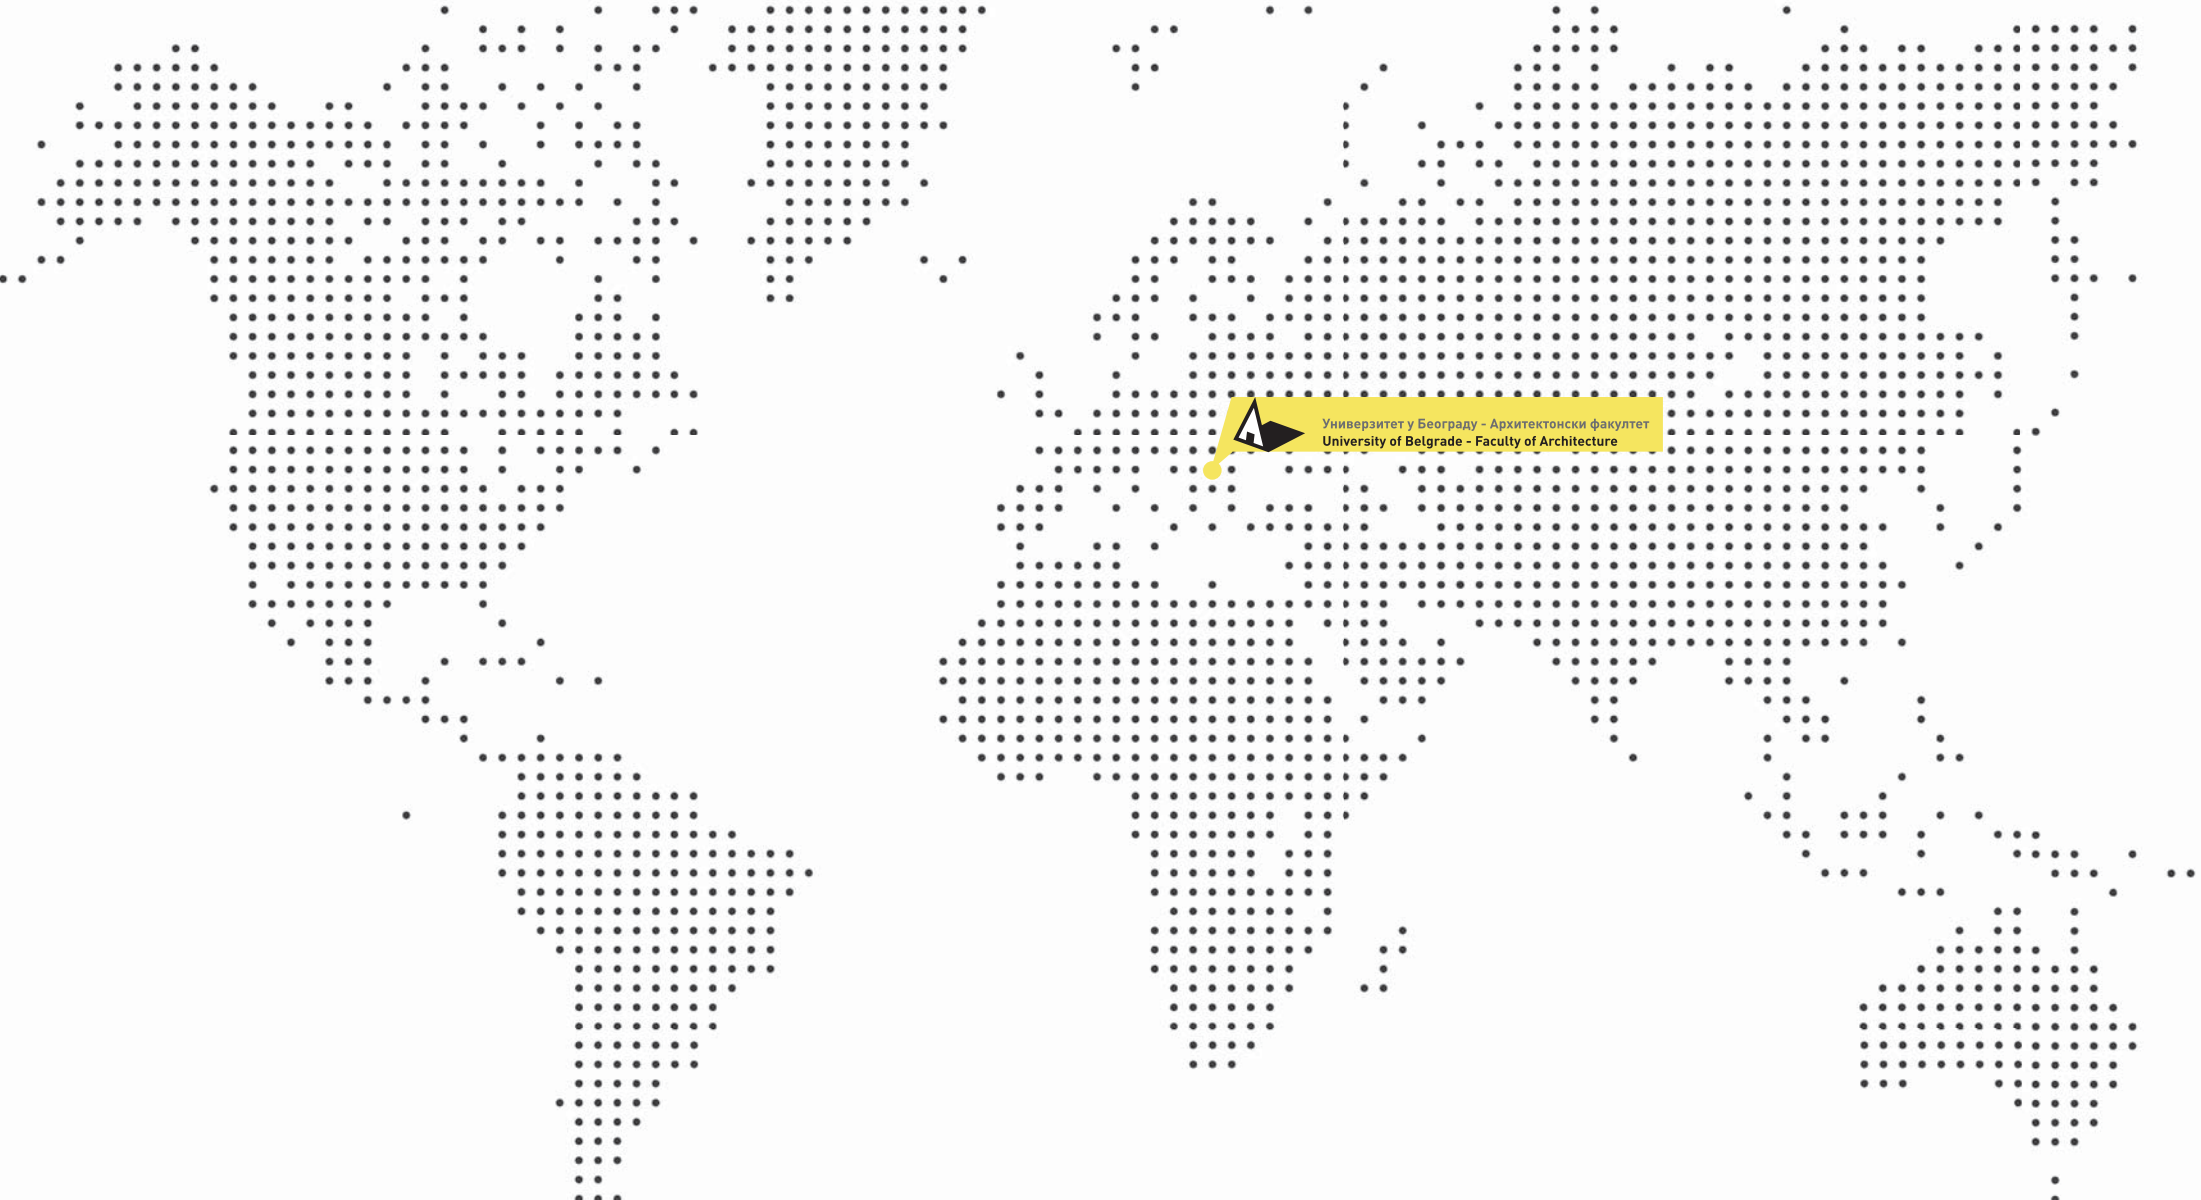 Универзитет у Београду - Архитектонски факултет
University of Belgrade - Faculty of Architecture